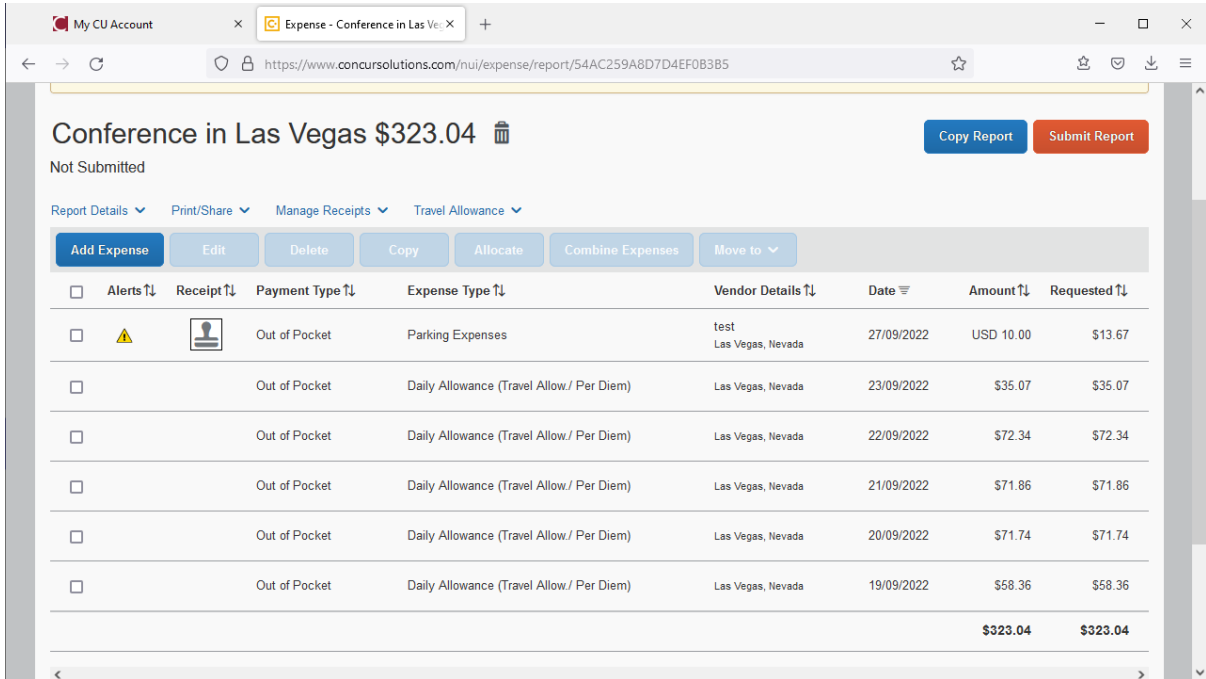 My CU Account
Expense - Conference in Las Veg
https://www.concursolutions.com/nui/expense/report/54AC259A8D7D4EF0B3B5
Conference in Las Vegas $323.04
Copy Report Submit Report
Not Submitted
Report Details Print/Share Manage Receipts Travel Allowance
Add Expense Edit Delete Copy Allocate Combine Expenses Move to
Alerts Receipt Payment Type Expense Type Vendor Details Date Amount Requested
Out of Pocket Parking Expenses test 27/09/2022 USD 10.00 $13.67
Las Vegas, Nevada
Out of Pocket Daily Allowance (Travel Allow./ Per Diem) Las Vegas, Nevada 23/09/2022 $35.07 $35.07
Out of Pocket Daily Allowance (Travel Allow./ Per Diem) Las Vegas, Nevada 22/09/2022 $72.34 $72.34
Out of Pocket Daily Allowance (Travel Allow./ Per Diem) Las Vegas, Nevada 21/09/2022 $71.86 $71.86
Out of Pocket Daily Allowance (Travel Allow./ Per Diem) Las Vegas, Nevada 20/09/2022 $71.74 $71.74
Out of Pocket Daily Allowance (Travel Allow./ Per Diem) Las Vegas, Nevada 19/09/2022 $58.36 $58.36
$323.04 $323.04